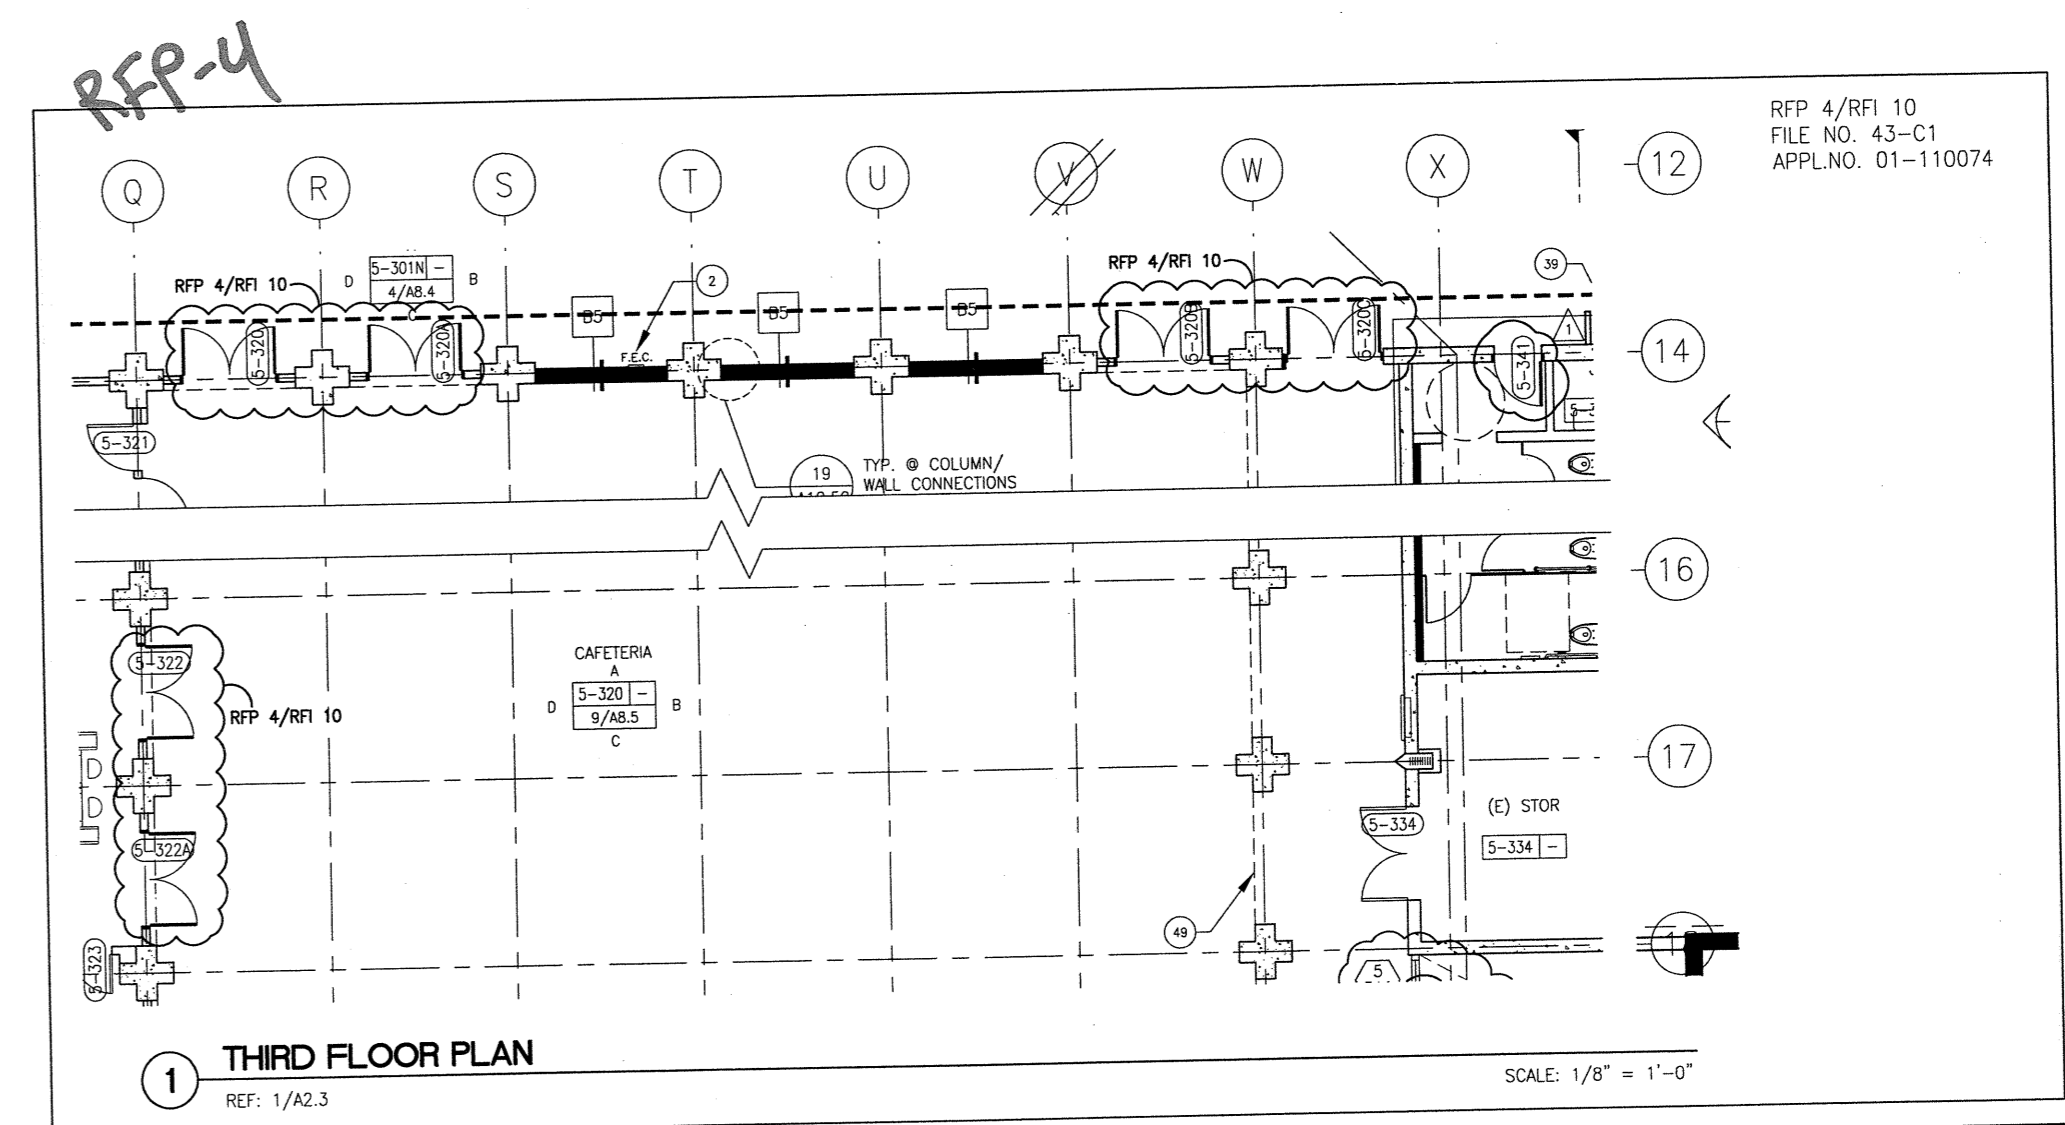 RFP-4
RFP 4/RFI 10
FILE NO. 43-C1
APPL.NO. 01-110074
Q
R
S
T
U
V
W
X
12
RFP 4/RFI 10
D
5-301N -
4/A8.4
B
C
2
RFP 4/RFI 10
39
B5
B5
B5
5-320
5-320A
F.E.C.
5-320B
5-320C
1
5-341
14
5-321
19
TYP. @ COLUMN/
WALL CONNECTIONS
16
5-322
RFP 4/RFI 10
CAFETERIA
A
D
5-320 -
9/A8.5
B
C
17
5-322A
(E) STOR
5-334
5-334 -
49
5-323
5
1
THIRD FLOOR PLAN
REF: 1/A2.3
SCALE: 1/8" = 1'-0"